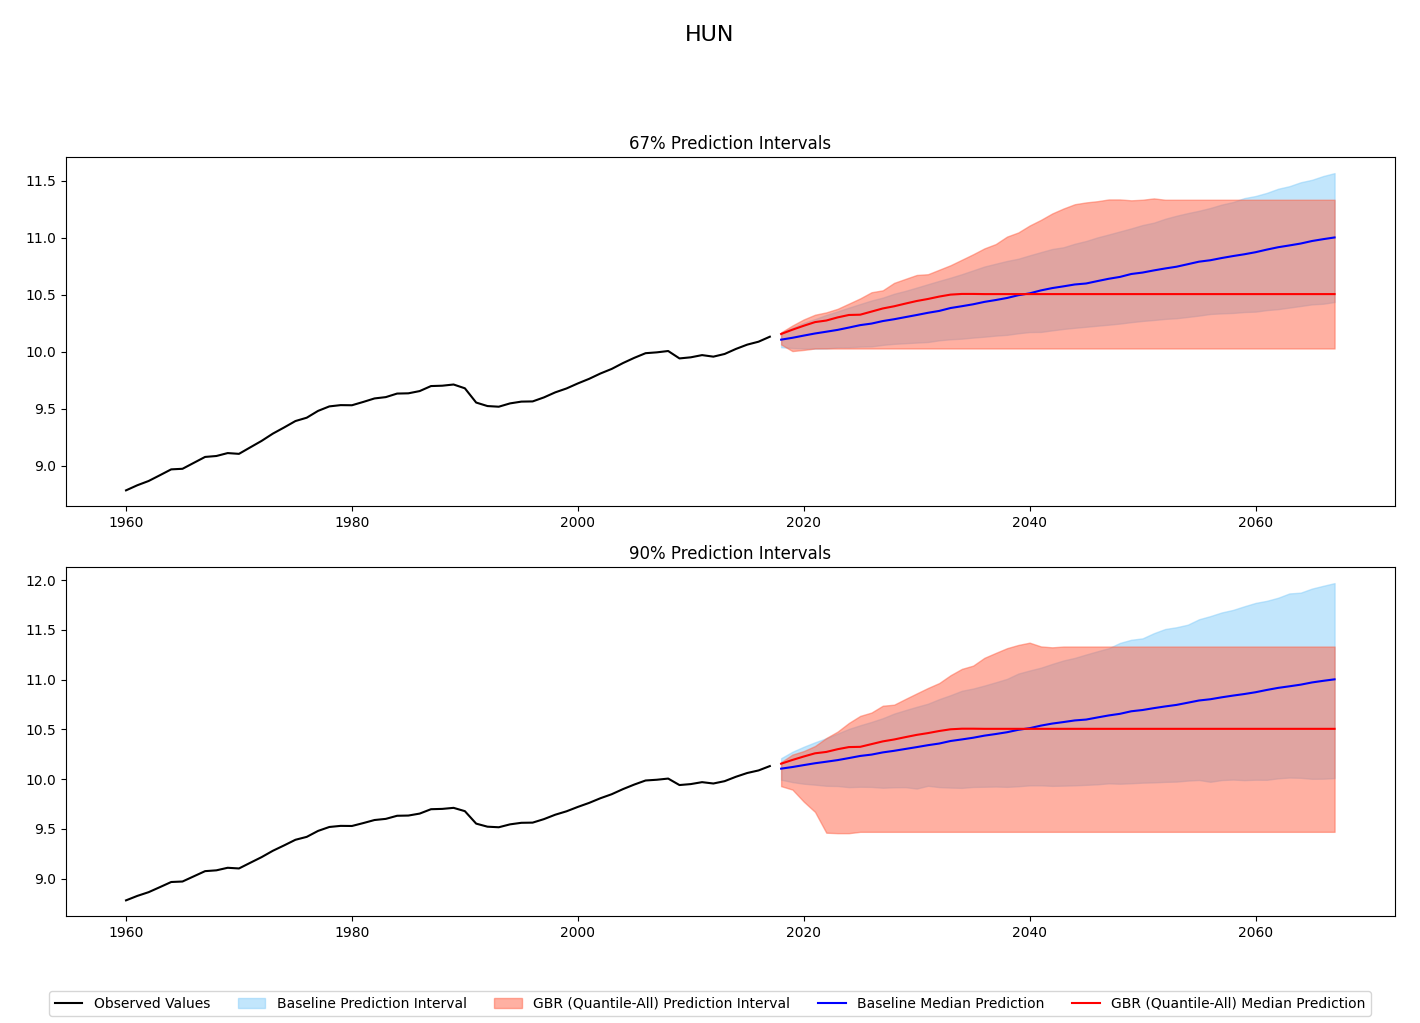 HUN
67% Prediction Intervals
11.5
11.0
10.5
10.0
9.5
9.0
1960 1980 2000 2020 2040 2060
90% Prediction Intervals
12.0
11.5
11.0
10.5
10.0
9.5
9.0
1960 1980 2000 2020 2040 2060
Observed Values Baseline Prediction Interval GBR (Quantile-All) Prediction Interval Baseline Median Prediction GBR (Quantile-All) Median Prediction